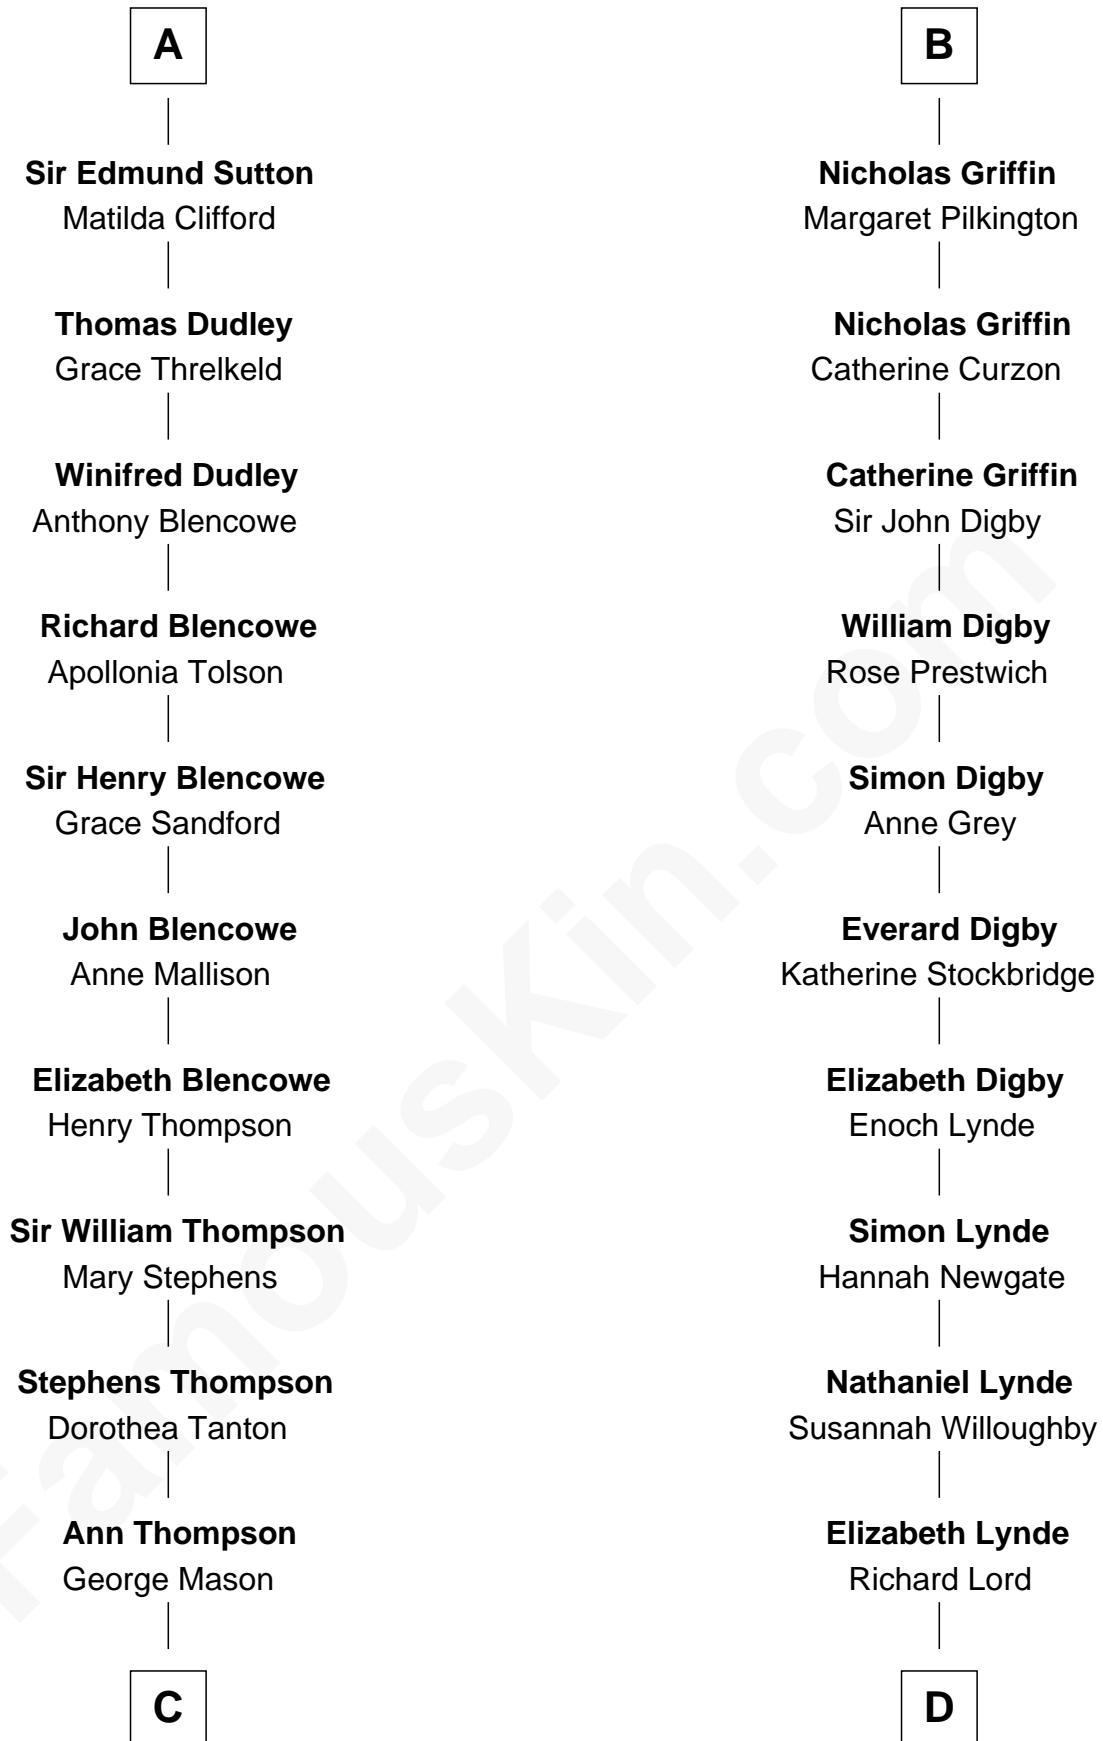 A
Sir Edmund Sutton
Matilda Clifford
Thomas Dudley
Grace Threlkeld
Winifred Dudley
Anthony Blencowe
Richard Blencowe
Apollonia Tolson
Sir Henry Blencowe
Grace Sandford
John Blencowe
Anne Mallison
Elizabeth Blencowe
Henry Thompson
Sir William Thompson
Mary Stephens
Stephens Thompson
Dorothea Tanton
Ann Thompson
George Mason
C
B
Nicholas Griffin
Margaret Pilkington
Nicholas Griffin
Catherine Curzon
Catherine Griffin
Sir John Digby
William Digby
Rose Prestwich
Simon Digby
Anne Grey
Everard Digby
Katherine Stockbridge
Elizabeth Digby
Enoch Lynde
Simon Lynde
Hannah Newgate
Nathaniel Lynde
Susannah Willoughby
Elizabeth Lynde
Richard Lord
D
FamousKin.com